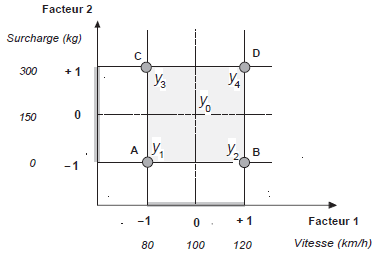 Facteur 2
Surcharge (kg)
C
D
300
+ 1
y3
y4
150
0
y0
A
y1
y2
B
0
−1
−1
0
+ 1
Facteur 1
80
100
120
Vitesse (km/h)